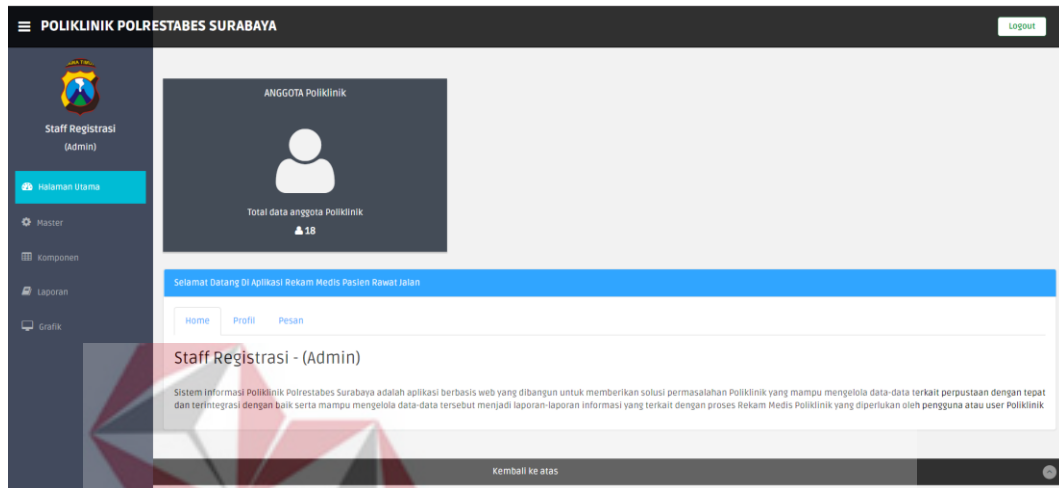 POLIKLINIK POLRESTABES SURABAYA
Logout
Staff Registrasi
(Admin)
Halaman Utama
Master
Komponen
Laporan
Grafik
ANGGOTA Poliklinik
Total data anggota Poliklinik
18
Selamat Datang Di Aplikasi Rekam Medis Pasien Rawat Jalan
Home Profil Pesan
Staff Registrasi - (Admin)
Sistem Informasi Poliklinik Polrestabes Surabaya adalah aplikasi berbasis web yang dibangun untuk memberikan solusi permasalahan Poliklinik yang mampu mengelola data-data terkait perpustaan dengan tepat
dan terintegrasi dengan baik serta mampu mengelola data-data tersebut menjadi laporan-laporan informasi yang terkait dengan proses Rekam Medis Poliklinik yang diperlukan oleh pengguna atau user Poliklinik
Kembali ke atas